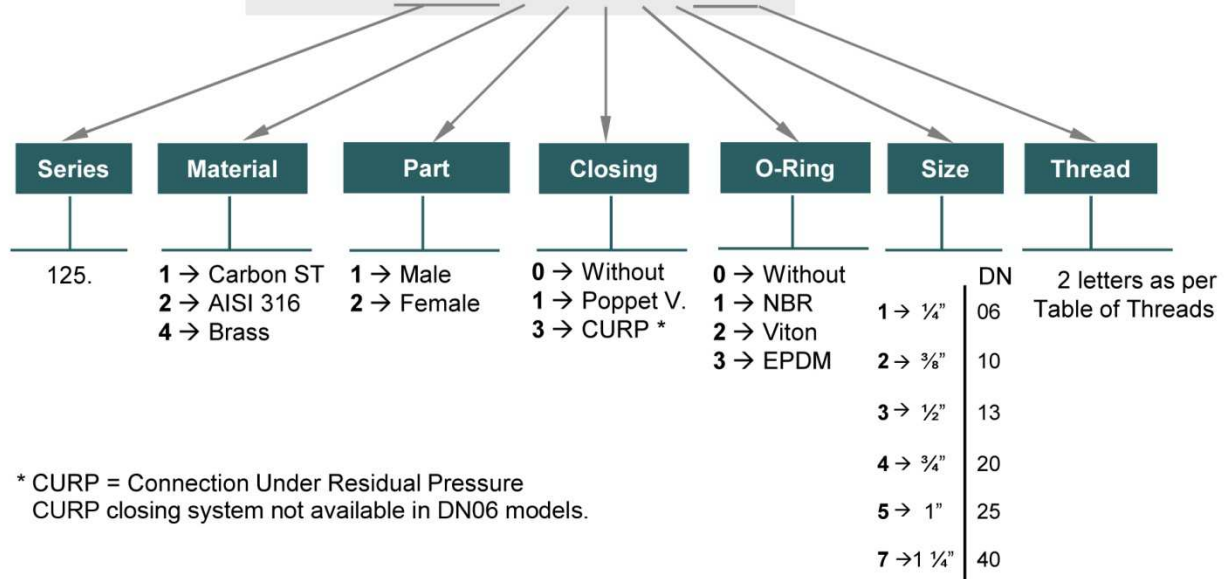 Series Material Part Closing O-Ring Size Thread
125.
1 → Carbon ST
2 → AISI 316
4 → Brass
1 → Male
2 → Female
0 → Without
1 → Poppet V.
3 → CURP *
0 → Without
1 → NBR
2 → Viton
3 → EPDM
DN
1 → ¼” 06
2 → ⅜” 10
3 → ½” 13
4 → ¾” 20
5 → 1” 25
7 →1 ¼” 40
2 letters as per
Table of Threads
* CURP = Connection Under Residual Pressure
CURP closing system not available in DN06 models.